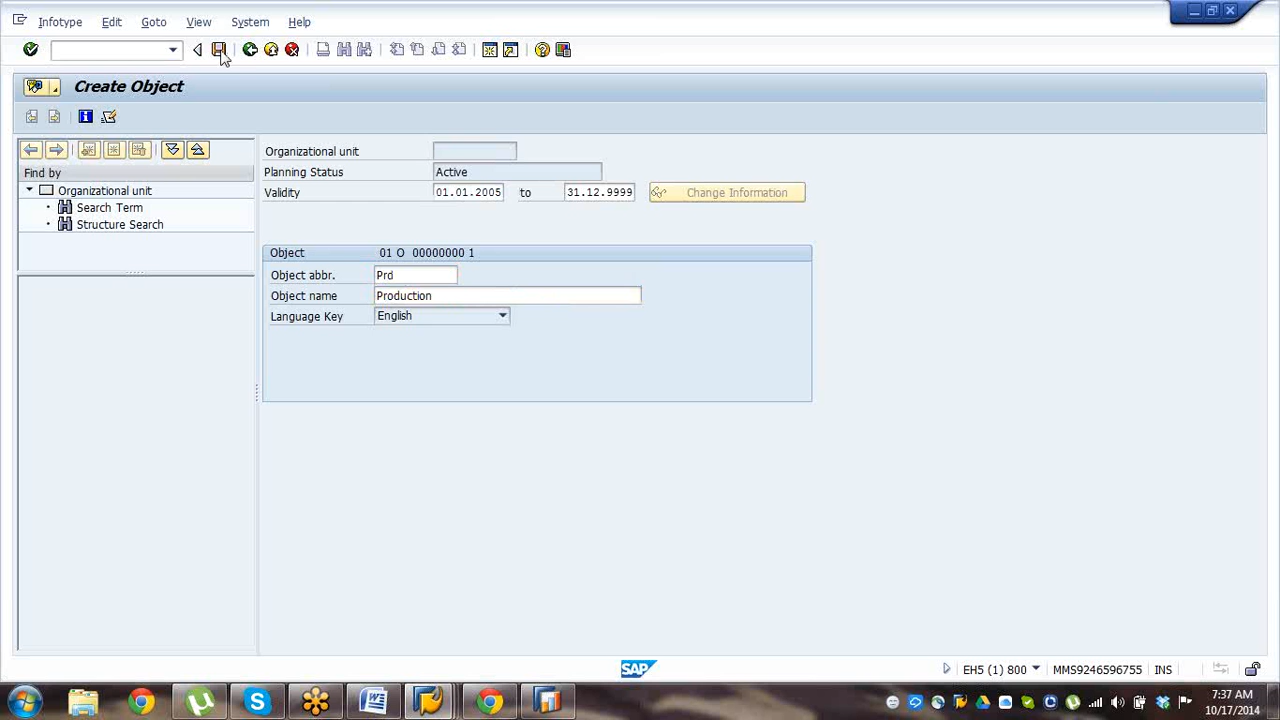 Infotype Edit Goto View System Help
Create Object
Find by
Organizational unit
Search Term
Structure Search
Organizational unit
Planning Status Active
Validity 01.01.2005 to 31.12.9999 Change Information
Object 01 O 00000000 1
Object abbr. Prd
Object name Production
Language Key English
SAP EH5 (1) 800 MMS9246596755 INS
7:37 AM
10/17/2014